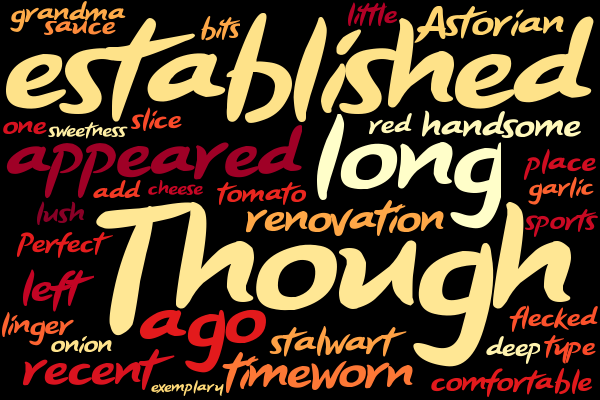 grandma
sauce
bits
little
Astorian
established
one
sweetness
slice
red
handsome
appeared
long
place
add
cheese
tomato
garlic
lush
renovation
sports
Perfect
Though
left
linger
ago
flecked
onion
stalwart
deep
type
recent
exemplary
timeworn
comfortable